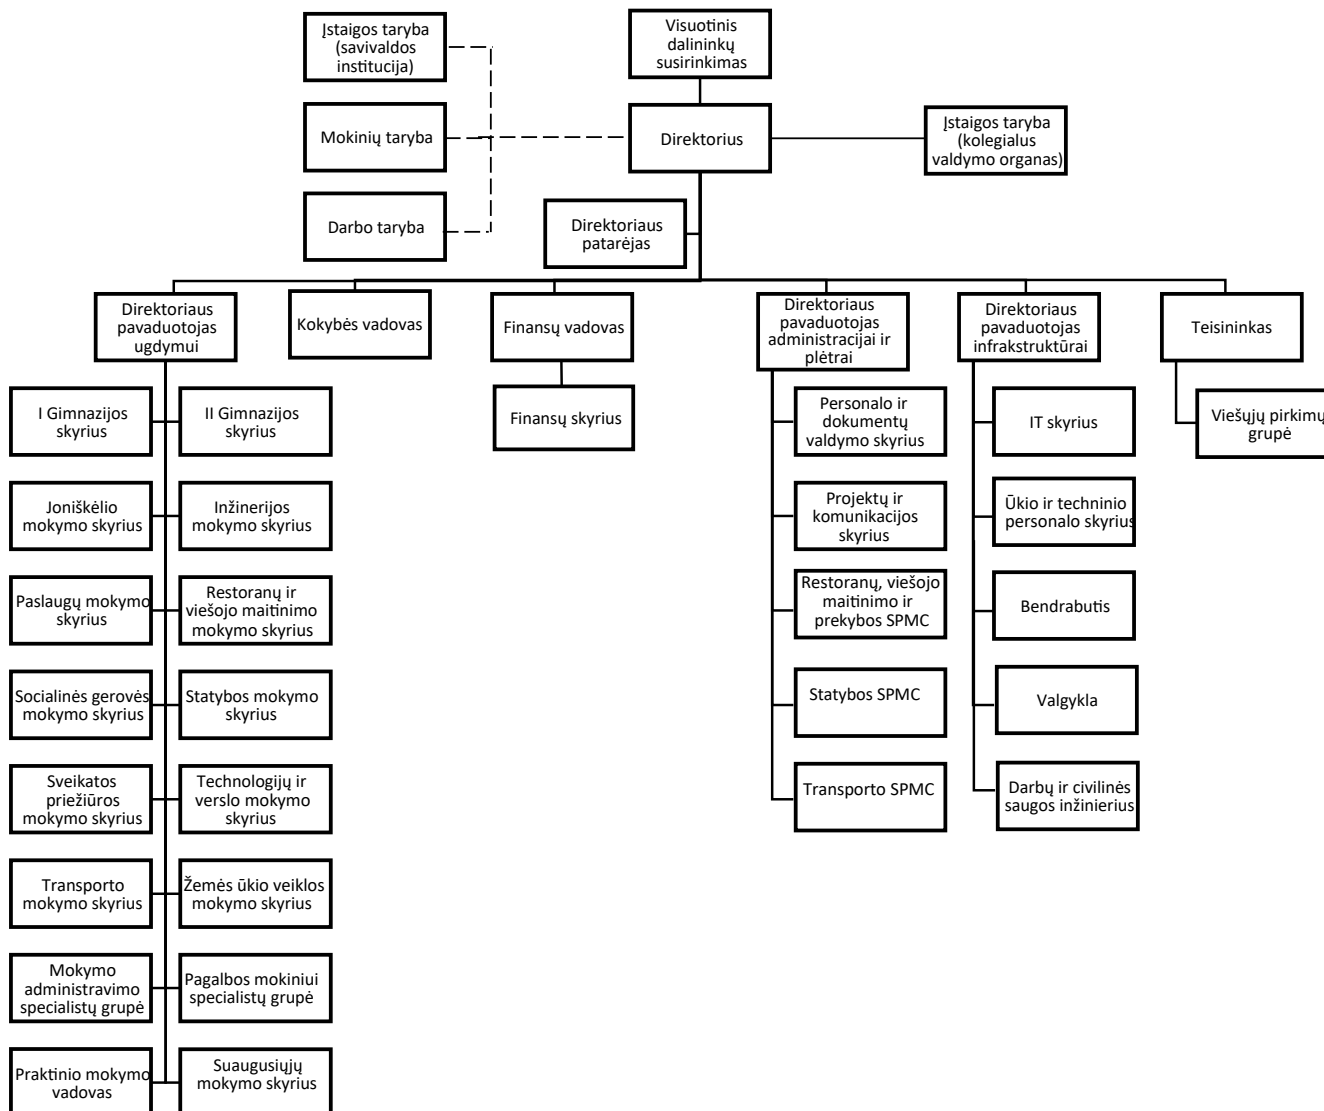 Įstaigos taryba
(savivaldos
institucija)
Visuotinis
dalininkų
susirinkimas
Mokinių taryba
Direktorius
Įstaigos taryba
(kolegialus
valdymo organas)
Darbo taryba
Direktoriaus
patarėjas
Direktoriaus
pavaduotojas
ugdymui
Kokybės vadovas
Finansų vadovas
Direktoriaus
pavaduotojas
administracijai ir
plėtrai
Direktoriaus
pavaduotojas
infrakstruktūrai
Teisininkas
I Gimnazijos
skyrius
II Gimnazijos
skyrius
Finansų skyrius
Personalo ir
dokumentų
valdymo skyrius
IT skyrius
Viešųjų pirkimų
grupė
Joniškėlio
mokymo skyrius
Inžinerijos
mokymo skyrius
Projektų ir
komunikacijos
skyrius
Ūkio ir techninio
personalo skyrius
Paslaugų mokymo
skyrius
Restoranų ir
viešojo maitinimo
mokymo skyrius
Restoranų, viešojo
maitinimo ir
prekybos SPMC
Bendrabutis
Socialinės gerovės
mokymo skyrius
Statybos mokymo
skyrius
Statybos SPMC
Valgykla
Sveikatos
priežiūros
mokymo skyrius
Technologijų ir
verslo mokymo
skyrius
Transporto SPMC
Darbų ir civilinės
saugos inžinierius
Transporto
mokymo skyrius
Žemės ūkio veiklos
mokymo skyrius
Mokymo
administravimo
specialistų grupė
Pagalbos mokiniui
specialistų grupė
Praktinio mokymo
vadovas
Suaugusiųjų
mokymo skyrius